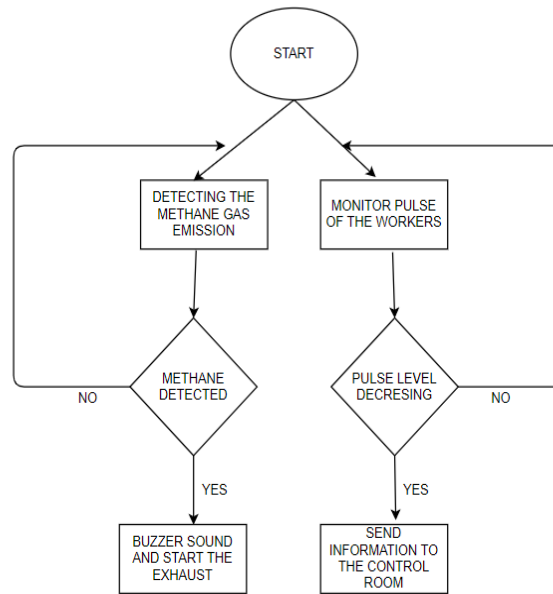 START
DETECTING THE
METHANE GAS
EMISSION
MONITOR PULSE
OF THE WORKERS
METHANE
DETECTED
PULSE LEVEL
DECRESING
NO
NO
YES
YES
BUZZER SOUND
AND START THE
EXHAUST
SEND
INFORMATION TO
THE CONTROL
ROOM